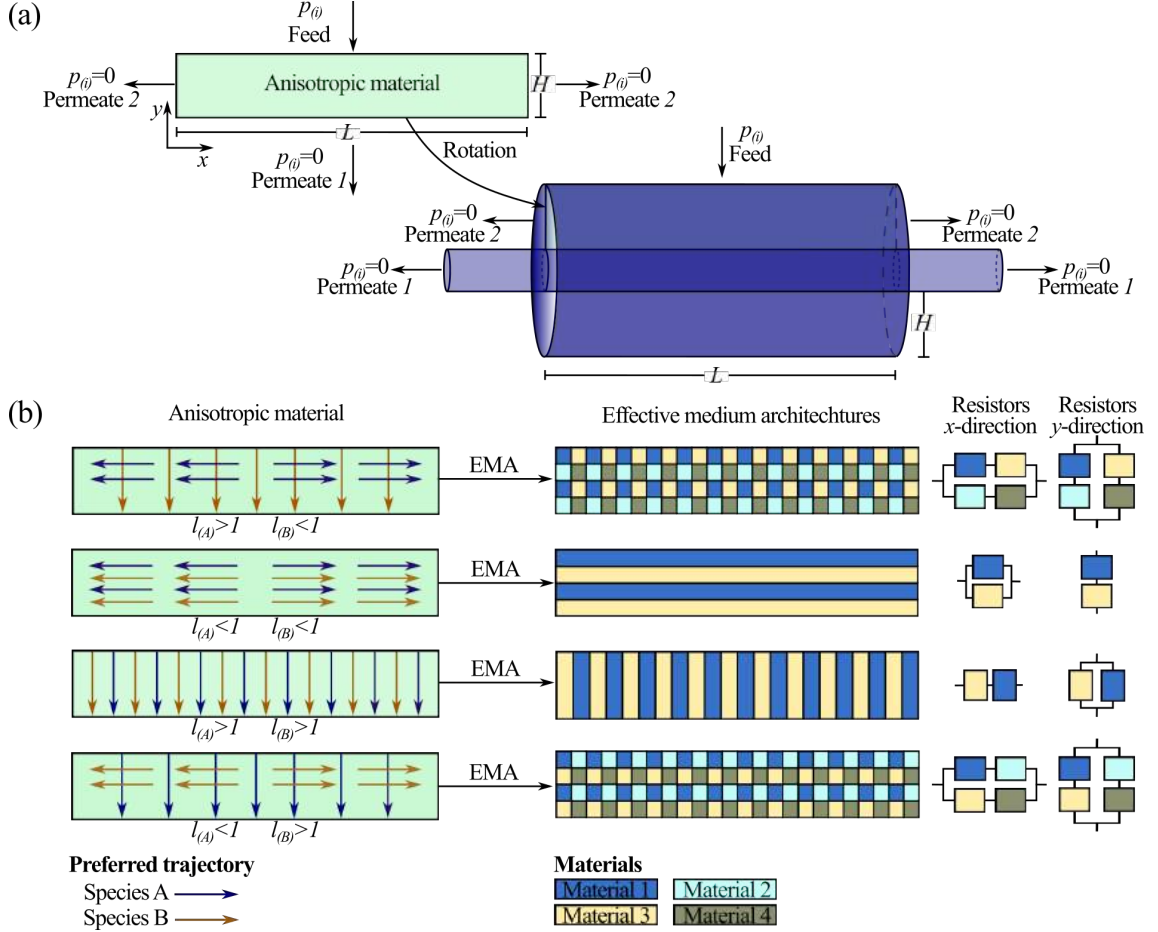 (a)
p(i)
Feed
p(i)=0
Permeate 2
Anisotropic material
H
p(i)=0
Permeate 2
y
x
L
p(i)=0
Permeate 1
Rotation
p(i)
Feed
p(i)=0
Permeate 2
p(i)=0
Permeate 2
p(i)=0
Permeate 1
p(i)=0
Permeate 1
H
L
(b)
Anisotropic material
Effective medium architechtures
Resistors
x-direction
Resistors
y-direction
EMA
l(A)>1 l(B)<1
EMA
l(A)<1 l(B)<1
EMA
l(A)>1 l(B)>1
EMA
l(A)<1 l(B)>1
Preferred trajectory
Species A
Species B
Materials
Material 1 Material 2
Material 3 Material 4